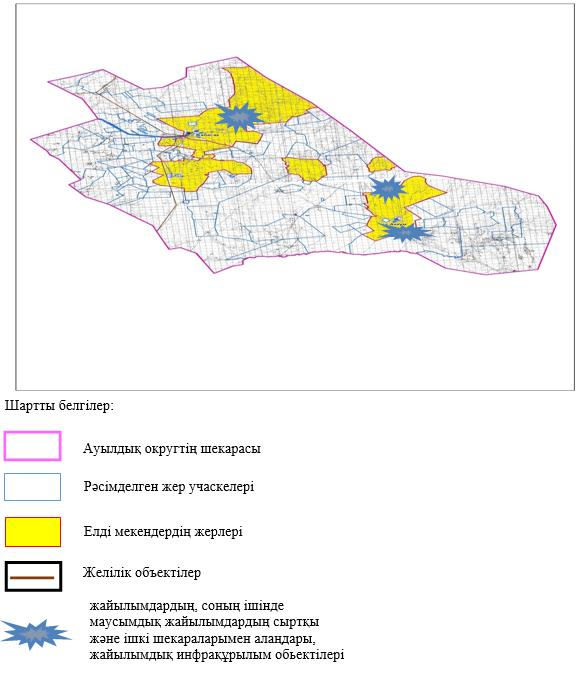 Шартты белгілер:
Ауылдық округтің шекарасы
Рәсімделген жер учаскелері
Елді мекендердің жерлері
Желілік объектілер
жайылымдардың, соның ішінде
маусымдық жайылымдардың сыртқы
және ішкі шекараларымен алаңдары,
жайылымдық инфрақұрылым обьектілері